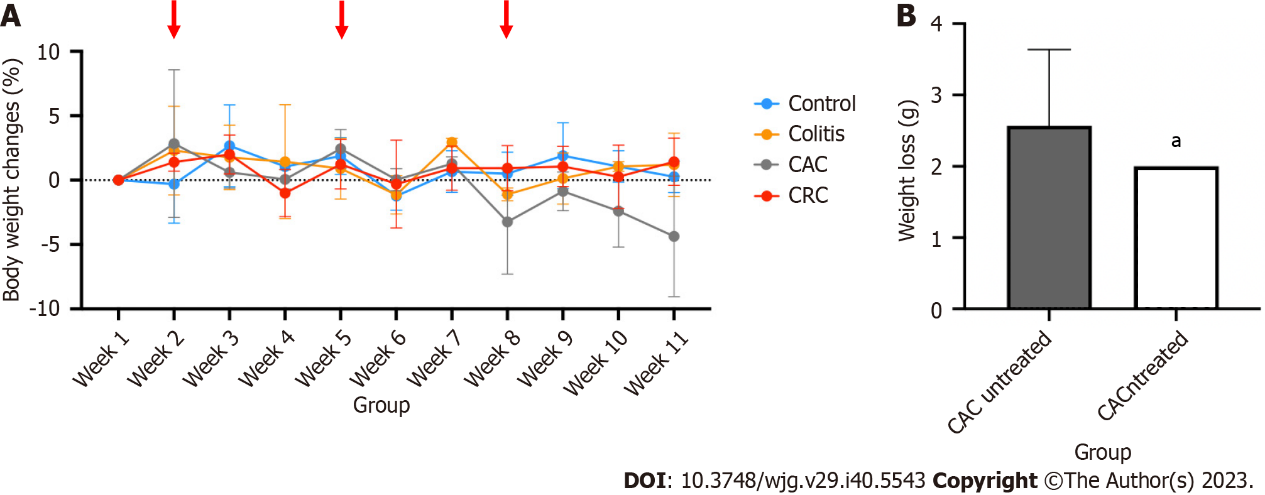 A
Body weight changes (%)
10
5
0
-5
-10
Week 1
Week 2
Week 3
Week 4
Week 5
Week 6
Week 7
Week 8
Week 9
Week 10
Week 11
Group
Control
Colitis
CAC
CRC
B
Weight loss (g)
4
3
2
1
0
a
CAC untreated
CACntreated
Group
DOI: 10.3748/wjg.v29.i40.5543 Copyright ©The Author(s) 2023.